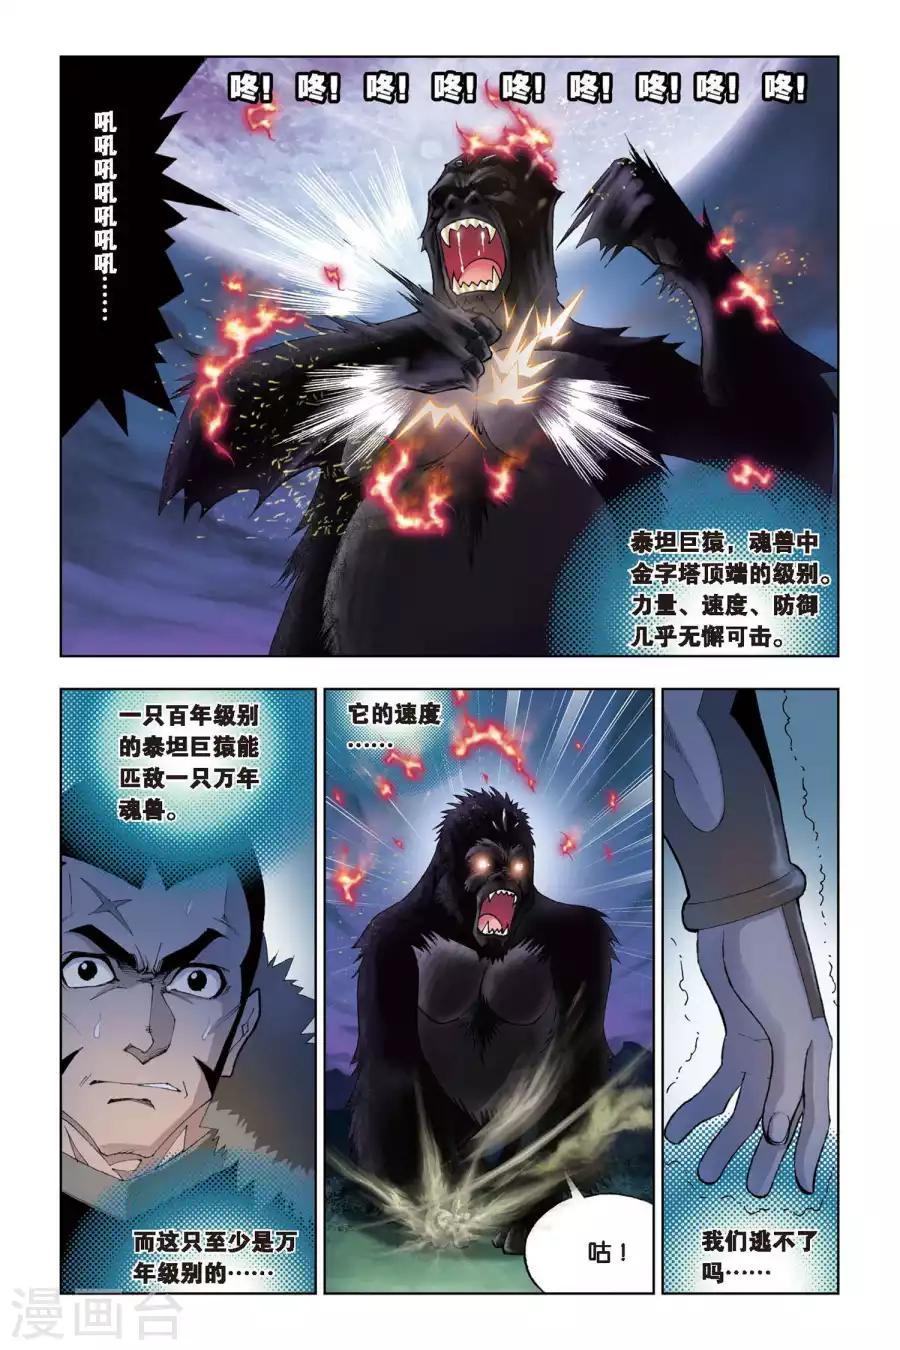 咚！咚！咚！咚！咚！咚！咚！咚！咚！
吼吼吼吼吼吼吼……
泰坦巨猿，魂兽中
金字塔顶端的级别。
力量、速度、防御
几乎无懈可击。
一只百年级别
的泰坦巨猿能
匹敌一只万年
魂兽。
而这只至少是万
年级别的……
它的速度
……
咕！
我们逃不了
吗……
漫画台